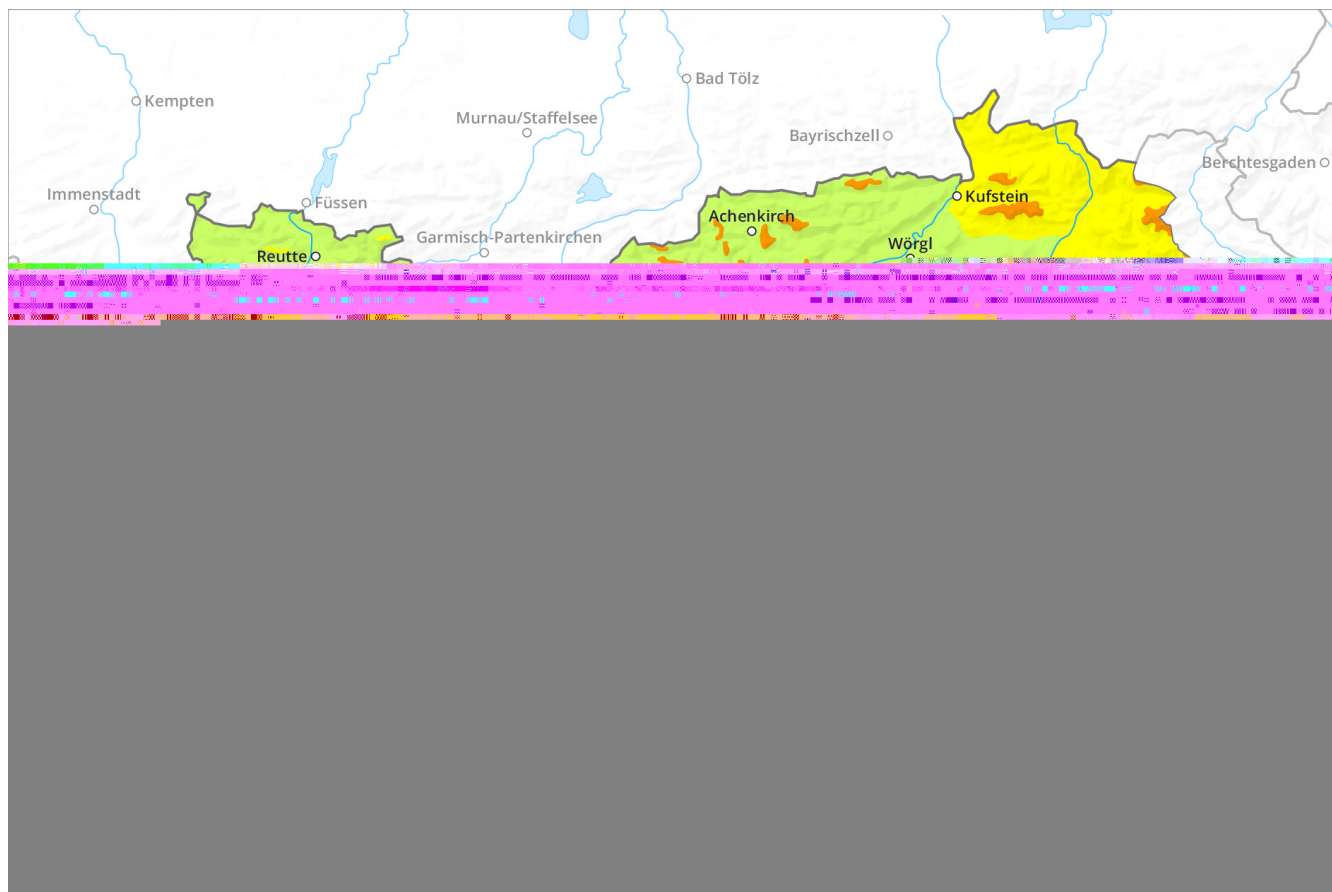 Bad Tölz
Kempten
Murnau/Staffelsee
Bayrischzell
Berchtesgaden
Immenstadt
Füssen
Kufstein
Achenkirch
Garmisch-Partenkirchen
Wörgl
Reutte